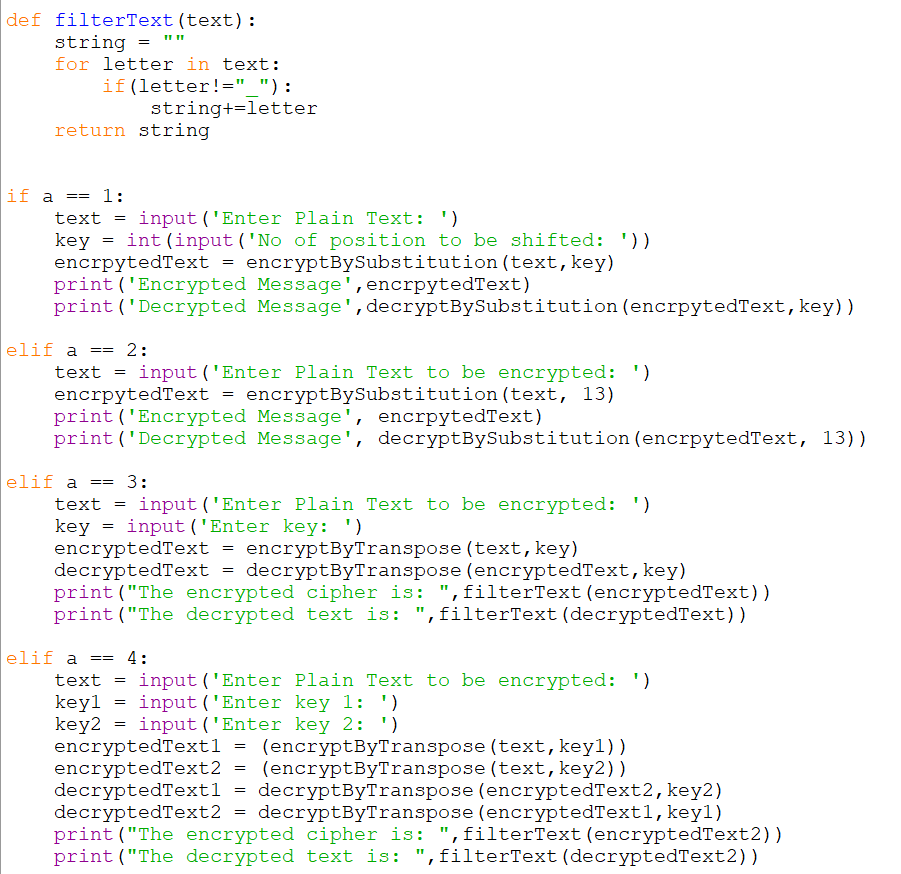 def filterText(text):
    string = ""
    for letter in text:
        if(letter!="_"):
            string+=letter
    return string
if a == 1:
    text = input('Enter Plain Text: ')
    key = int(input('No of position to be shifted: '))
    encrpytedText = encryptBySubstitution(text,key)
    print('Encrypted Message',encrpytedText)
    print('Decrypted Message',decryptBySubstitution(encrpytedText,key))
elif a == 2:
    text = input('Enter Plain Text to be encrypted: ')
    encrpytedText = encryptBySubstitution(text, 13)
    print('Encrypted Message', encrpytedText)
    print('Decrypted Message', decryptBySubstitution(encrpytedText, 13))
elif a == 3:
    text = input('Enter Plain Text to be encrypted: ')
    key = input('Enter key: ')
    encryptedText = encryptByTranspose(text,key)
    decryptedText = decryptByTranspose(encryptedText,key)
    print("The encrypted cipher is: ",filterText(encryptedText))
    print("The decrypted text is: ",filterText(decryptedText))
elif a == 4:
    text = input('Enter Plain Text to be encrypted: ')
    key1 = input('Enter key 1: ')
    key2 = input('Enter key 2: ')
    encryptedText1 = (encryptByTranspose(text,key1))
    encryptedText2 = (encryptByTranspose(text,key2))
    decryptedText1 = decryptByTranspose(encryptedText2,key2)
    decryptedText2 = decryptByTranspose(encryptedText1,key1)
    print("The encrypted cipher is: ",filterText(encryptedText2))
    print("The decrypted text is: ",filterText(decryptedText2))